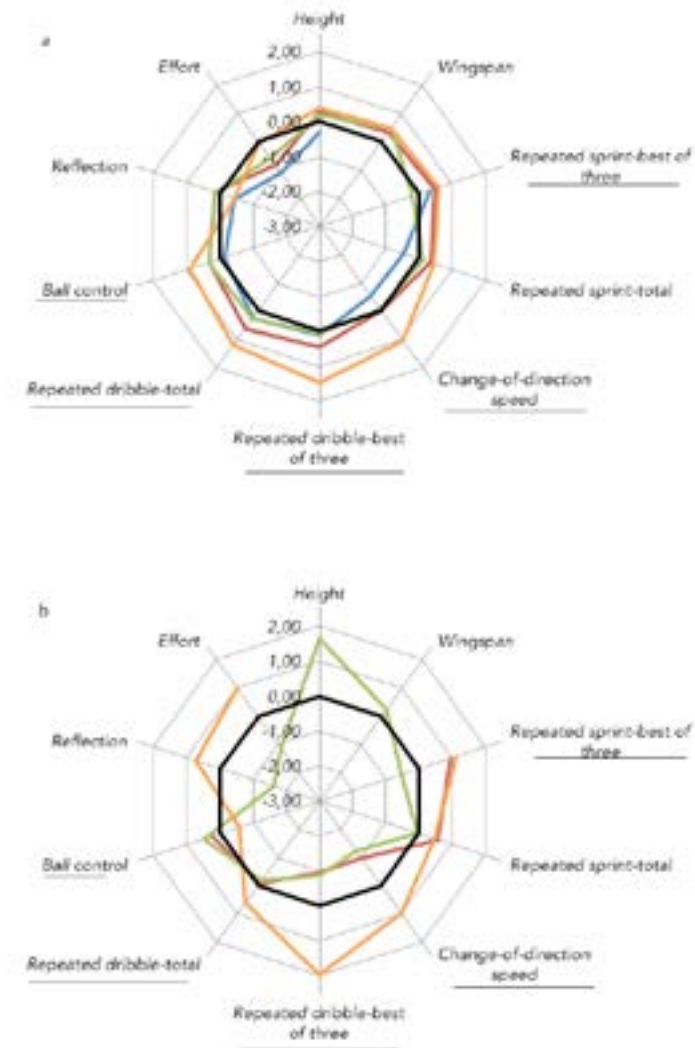 a
Height
Effort
2,00
Wingspan
1,00
0,00
Reflection
-1,00
Repeated sprint-best of
three
-2,00
-3,00
Ball control
Repeated sprint-total
Repeated dribble-total
Change-of-direction
speed
Repeated dribble-best
of three
b
Height
Effort
2,00
Wingspan
1,00
0,00
Reflection
-1,00
Repeated sprint-best of
three
-2,00
-3,00
Ball control
Repeated sprint-total
Repeated dribble-total
Change-of-direction
speed
Repeated dribble-best
of three